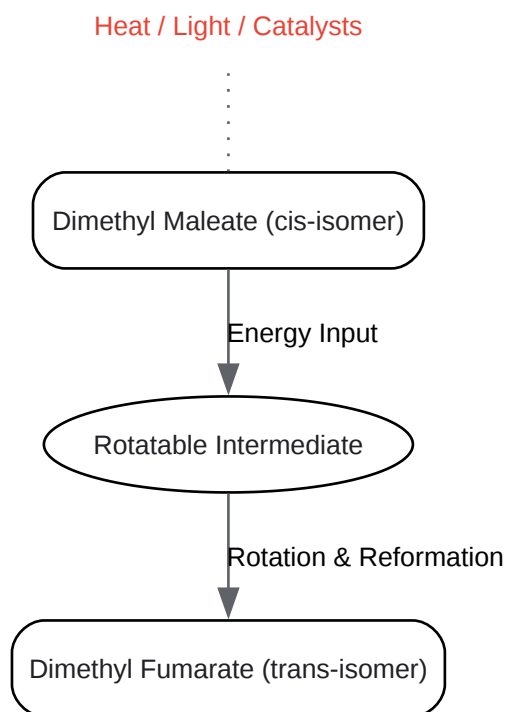 Heat / Light / Catalysts
Dimethyl Maleate (cis-isomer)
Energy Input
Rotatable Intermediate
Rotation & Reformation
Dimethyl Fumarate (trans-isomer)